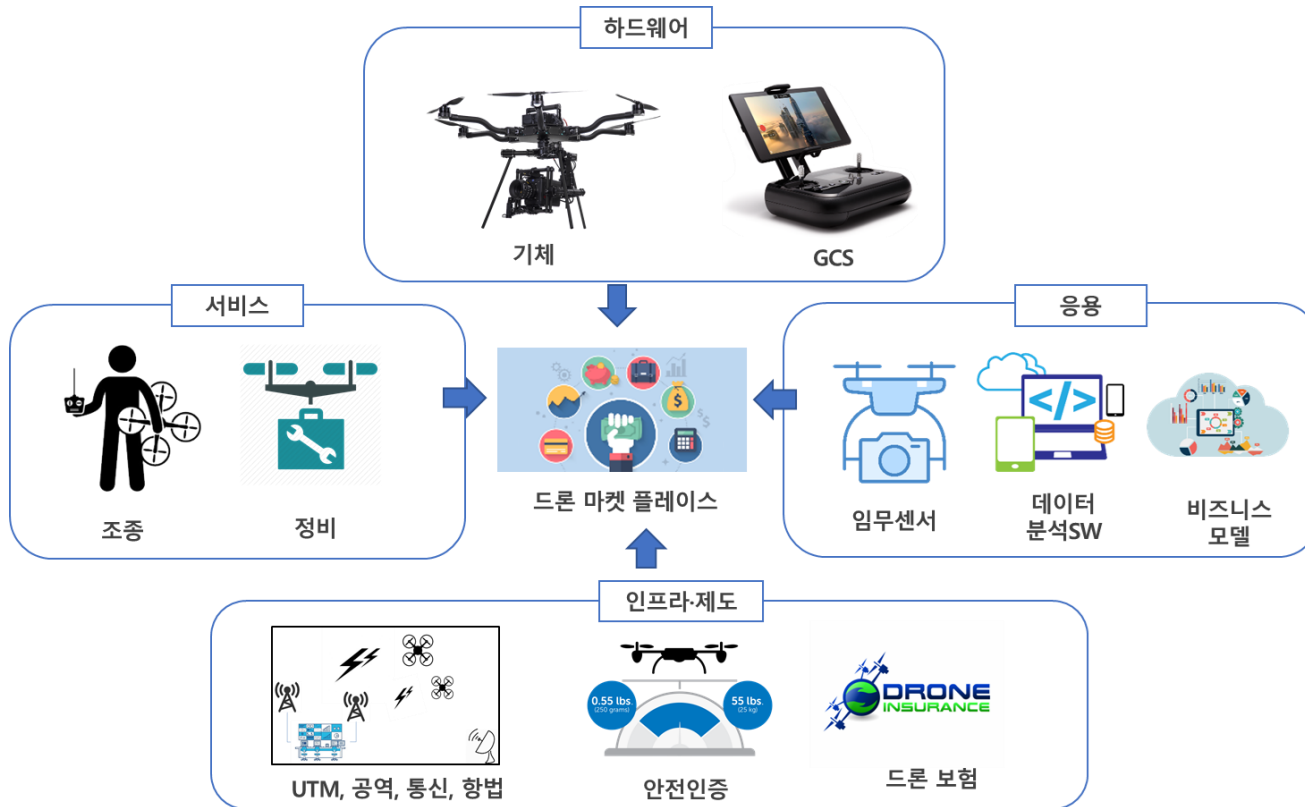 하드웨어
기체
GCS
서비스
조종
정비
드론 마켓 플레이스
응용
</>
임무센서
데이터
분석SW
비즈니스
모델
인프라·제도
UTM, 공역, 통신, 항법
0.55 lbs.
(250 grams)
55 lbs.
(25 kg)
안전인증
DRONE
INSURANCE
드론 보험